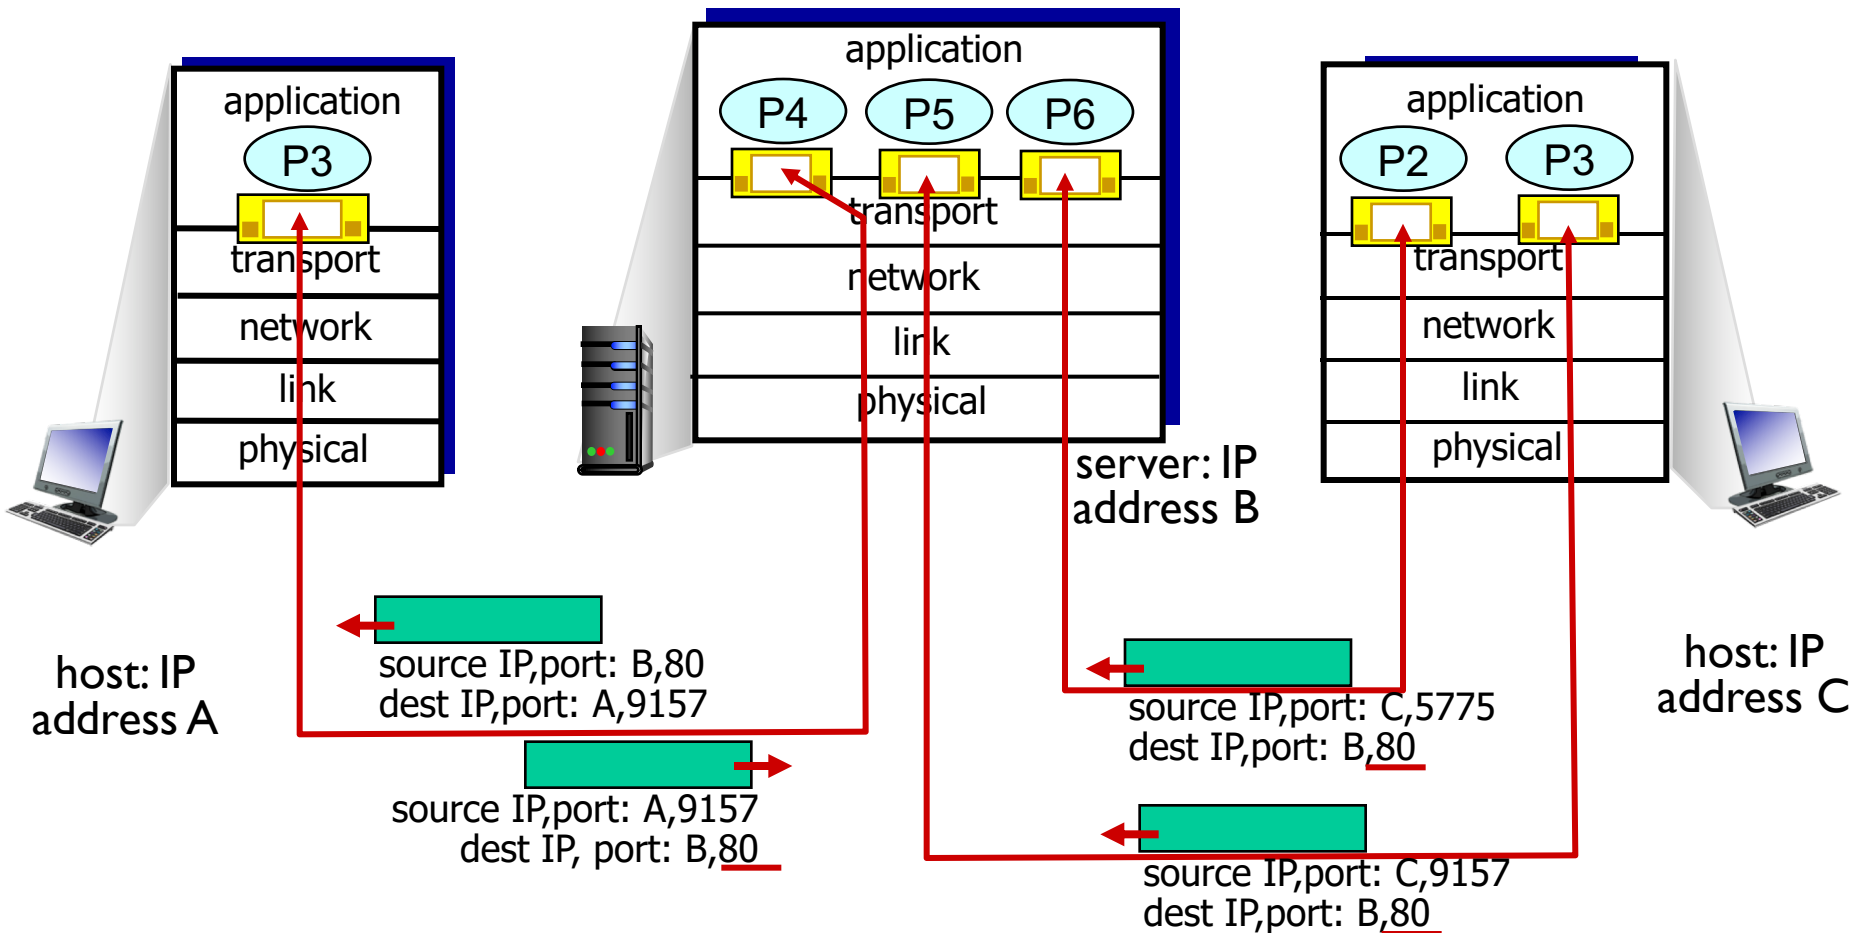 application
P3
transport
network
link
physical
host: IP
address A
application
P4 P5 P6
transport
network
link
physical
server: IP
address B
application
P2 P3
transport
network
link
physical
host: IP
address C
source IP,port: B,80
dest IP,port: A,9157
source IP,port: A,9157
dest IP, port: B,80
source IP,port: C,5775
dest IP,port: B,80
source IP,port: C,9157
dest IP,port: B,80